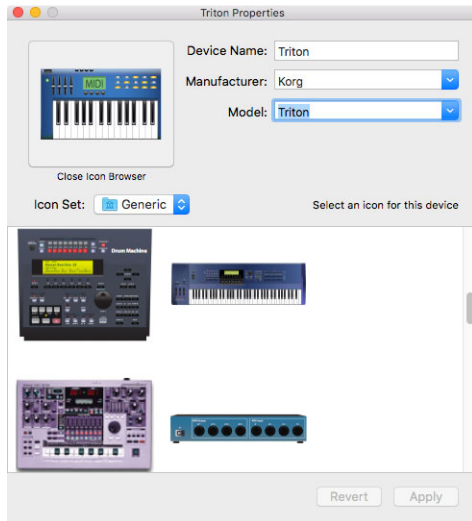 Triton Properties
Device Name: Triton
MIDI
Manufacturer: Korg
Model: Triton
Close Icon Browser
Icon Set: Generic
Select an icon for this device
Drum Machine
Revert Apply